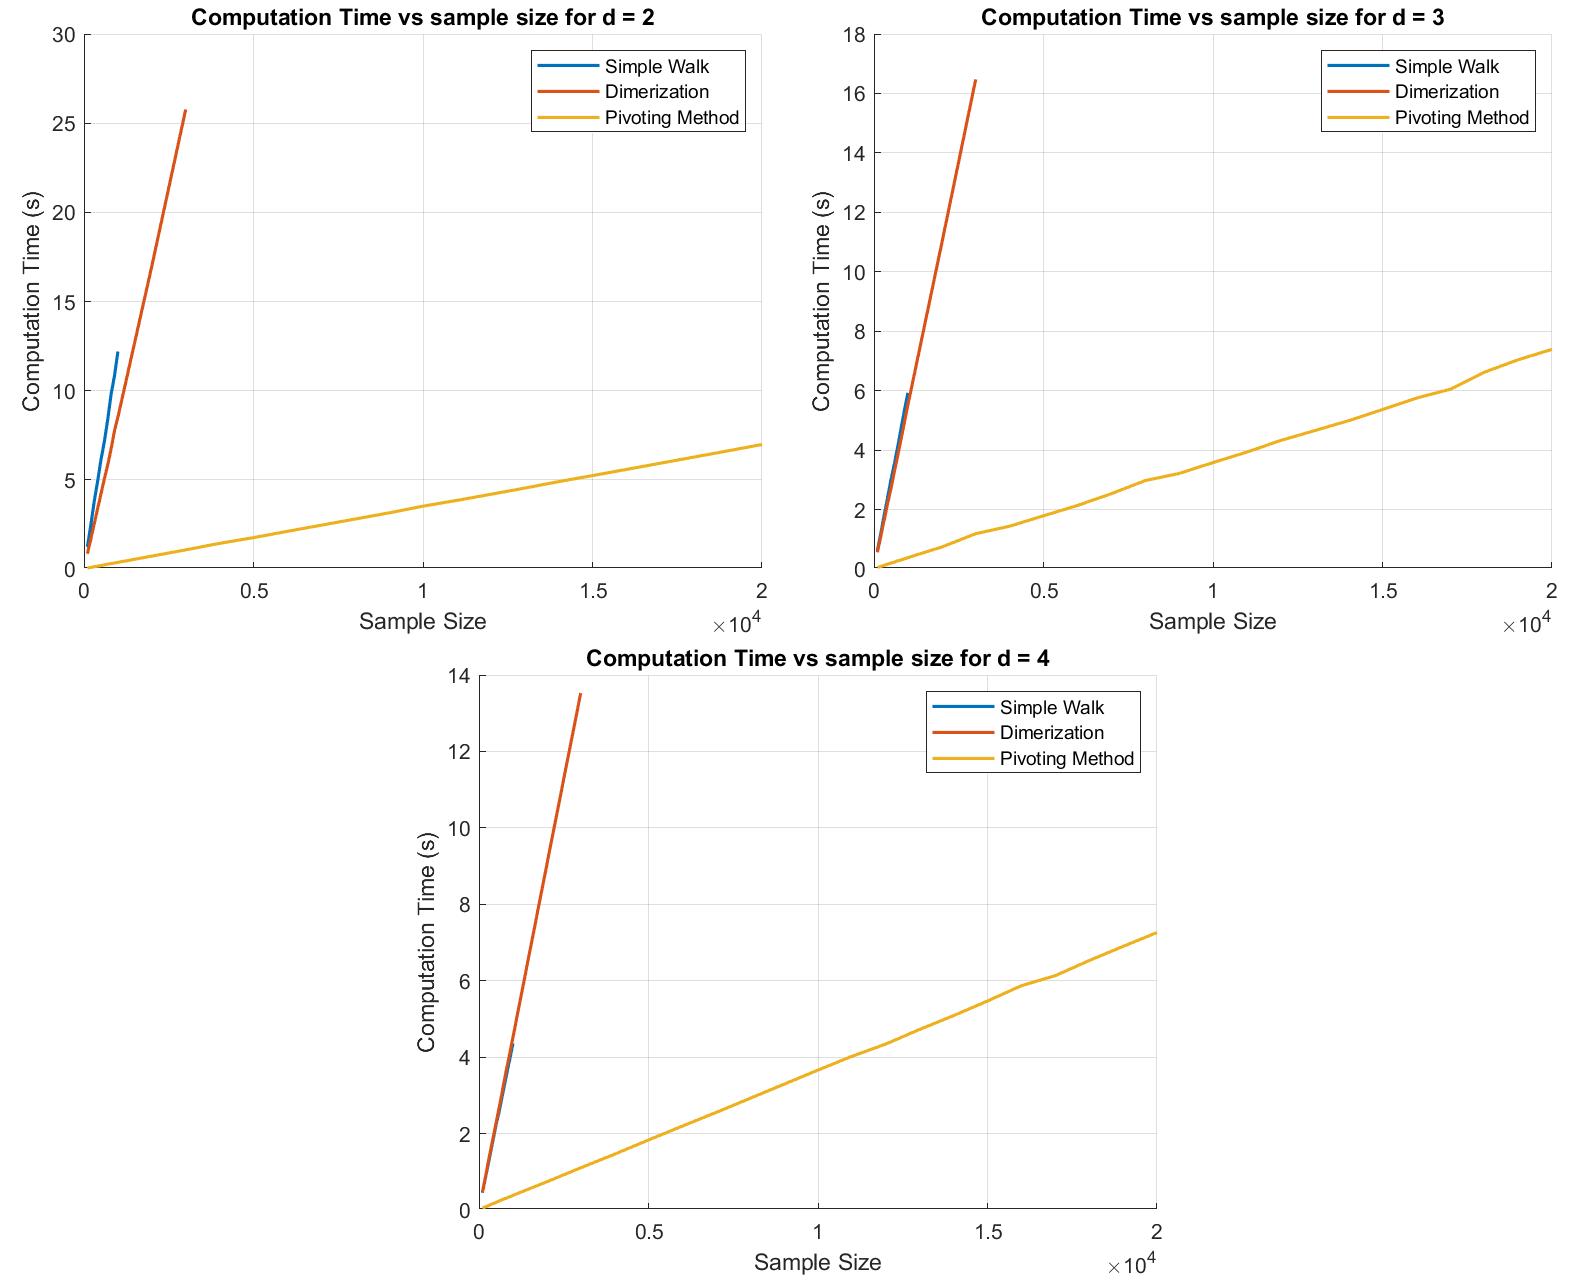 Computation Time vs sample size for d = 2
30
25
20
15
10
5
0
Computation Time (s)
0 0.5 1 1.5 2
×10^4
Sample Size
Simple Walk
Dimerization
Pivoting Method
Computation Time vs sample size for d = 3
18
16
14
12
10
8
6
4
2
0
Computation Time (s)
0 0.5 1 1.5 2
×10^4
Sample Size
Simple Walk
Dimerization
Pivoting Method
Computation Time vs sample size for d = 4
14
12
10
8
6
4
2
0
Computation Time (s)
0 0.5 1 1.5 2
×10^4
Sample Size
Simple Walk
Dimerization
Pivoting Method